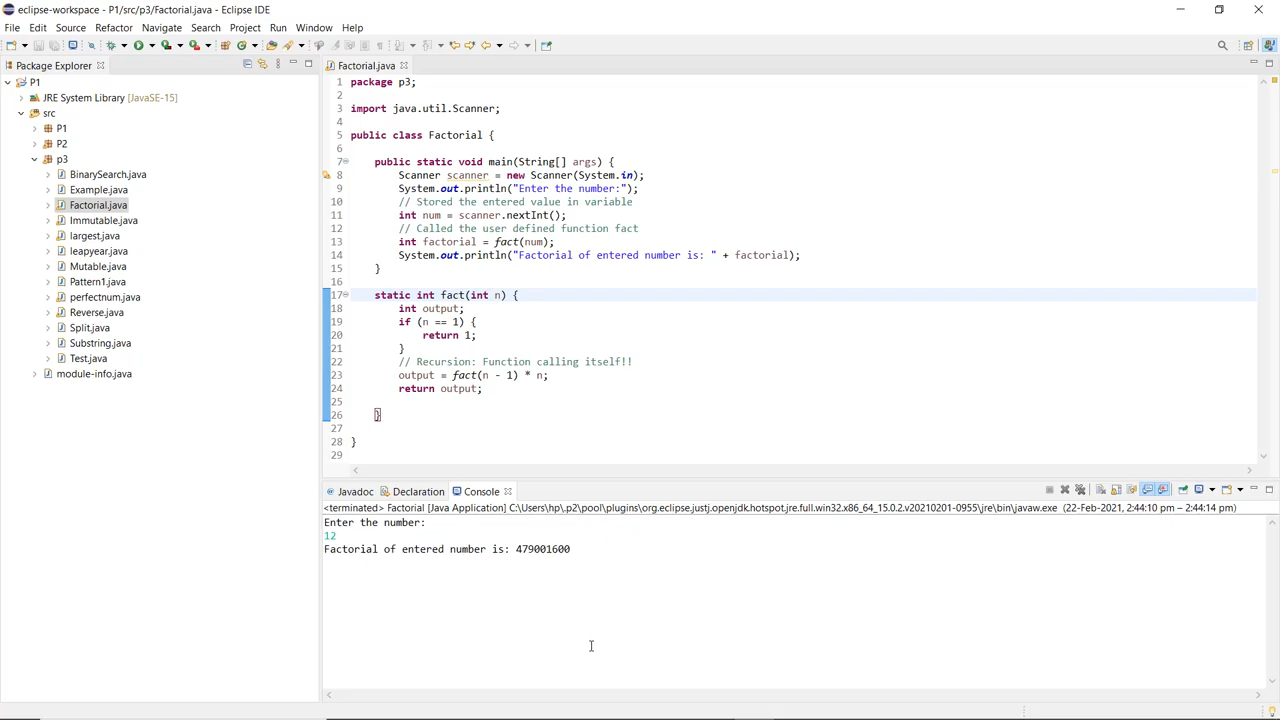 eclipse-workspace - P1/src/p3/Factorial.java - Eclipse IDE
File Edit Source Refactor Navigate Search Project Run Window Help
Package Explorer
P1
JRE System Library [JavaSE-15]
src
P1
P2
p3
BinarySearch.java
Example.java
Factorial.java
Immutable.java
largest.java
leapyear.java
Mutable.java
Pattern1.java
perfectnum.java
Reverse.java
Split.java
Substring.java
Test.java
module-info.java
Factorial.java
1 package p3;
2
3 import java.util.Scanner;
4
5 public class Factorial {
6
7 public static void main(String[] args) {
8 Scanner scanner = new Scanner(System.in);
9 System.out.println("Enter the number:");
10 // Stored the entered value in variable
11 int num = scanner.nextInt();
12 // Called the user defined function fact
13 int factorial = fact(num);
14 System.out.println("Factorial of entered number is: " + factorial);
15 }
16
17 static int fact(int n) {
18 int output;
19 if (n == 1) {
20 return 1;
21 }
22 // Recursion: Function calling itself!!
23 output = fact(n - 1) * n;
24 return output;
25
26 }
27
28 }
29
@ Javadoc Declaration Console
<terminated> Factorial [Java Application] C:\Users\hp\.p2\pool\plugins\org.eclipse.justj.openjdk.hotspot.jre.full.win32.x86_64_15.0.2.v20210201-0955\jre\bin\javaw.exe (22-Feb-2021, 2:44:10 pm – 2:44:14 pm)
Enter the number:
12
Factorial of entered number is: 479001600